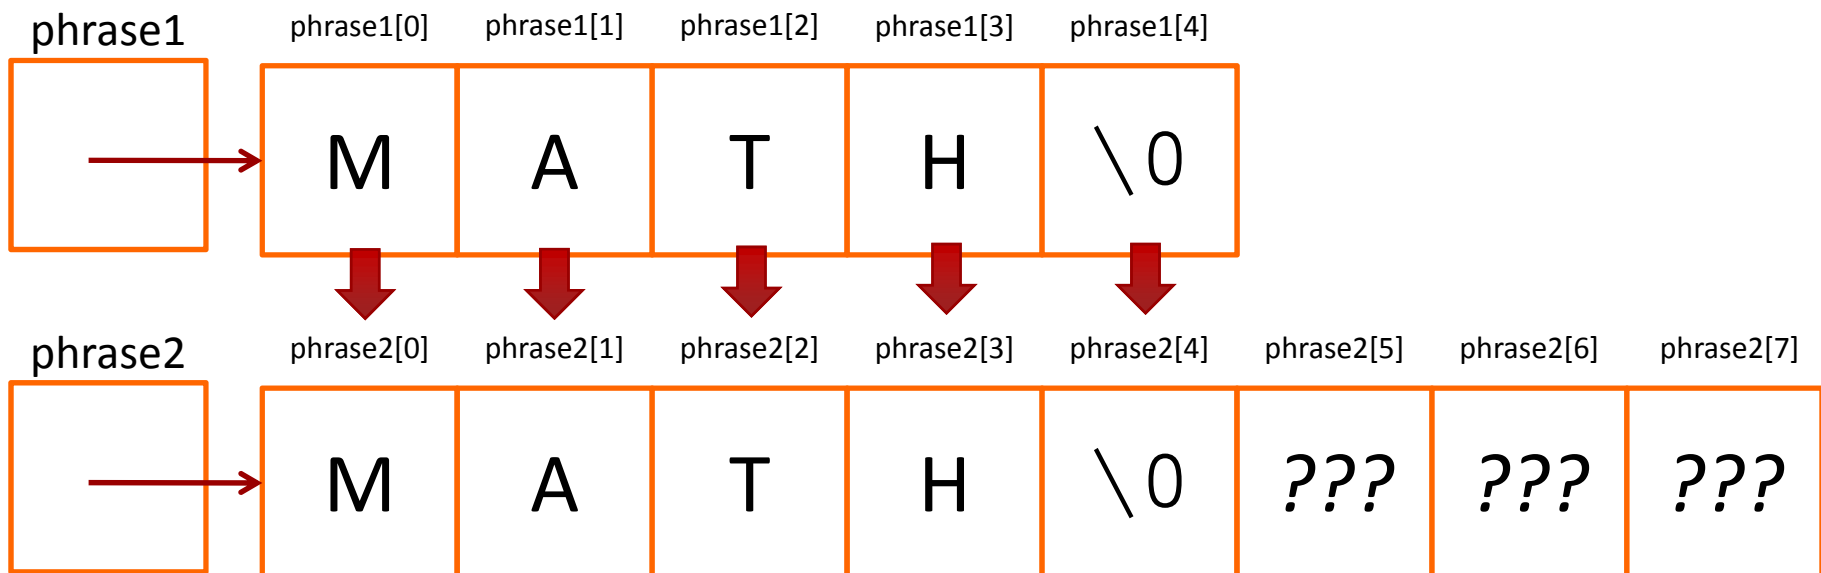 phrase1 phrase1[0] phrase1[1] phrase1[2] phrase1[3] phrase1[4]
M A T H \0
phrase2 phrase2[0] phrase2[1] phrase2[2] phrase2[3] phrase2[4] phrase2[5] phrase2[6] phrase2[7]
M A T H \0 ??? ??? ???